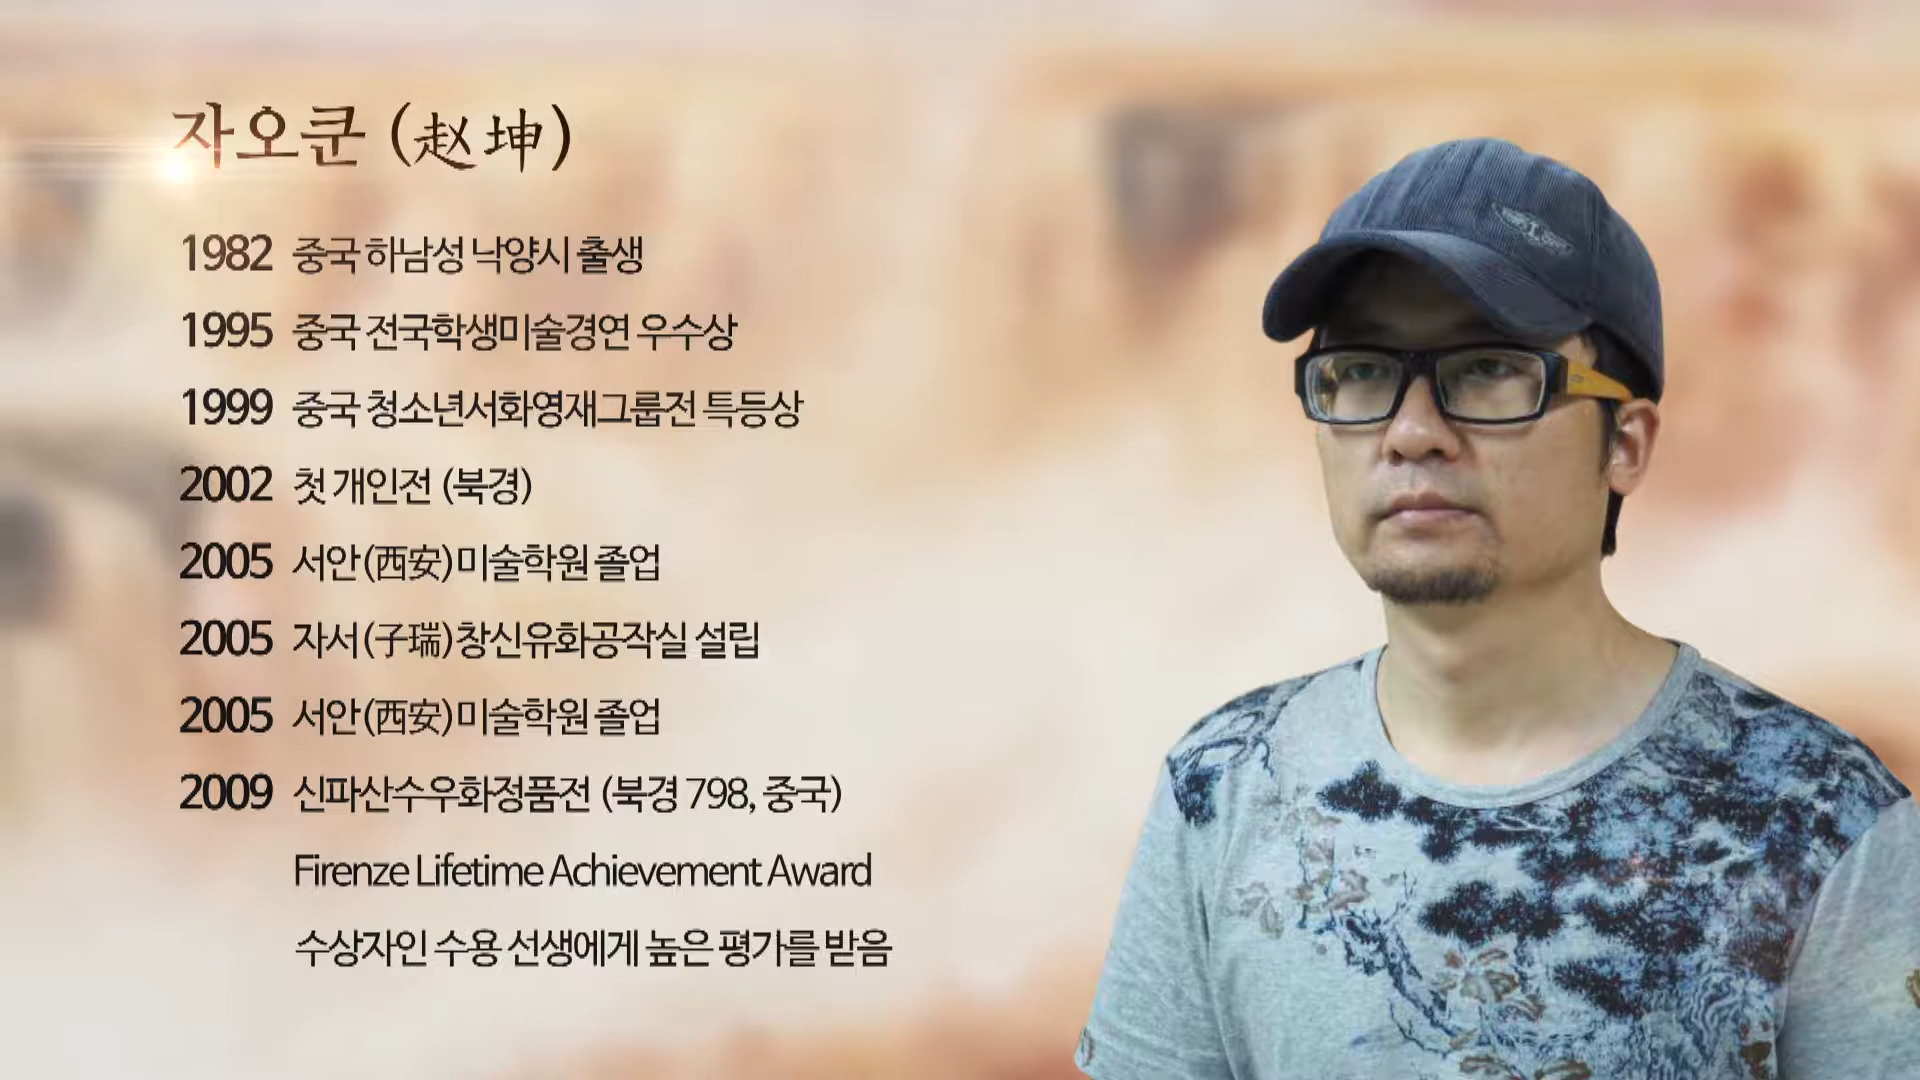 자오쿤 (赵坤)
1982 중국 하남성 낙양시 출생
1995 중국 전국학생미술경연 우수상
1999 중국 청소년서화영재그룹전 특등상
2002 첫 개인전 (북경)
2005 서안(西安)미술학원 졸업
2005 자서(子瑞)창신유화공작실 설립
2005 서안(西安)미술학원 졸업
2009 신파산수우화정품전 (북경 798, 중국)
Firenze Lifetime Achievement Award
수상자인 수용 선생에게 높은 평가를 받음